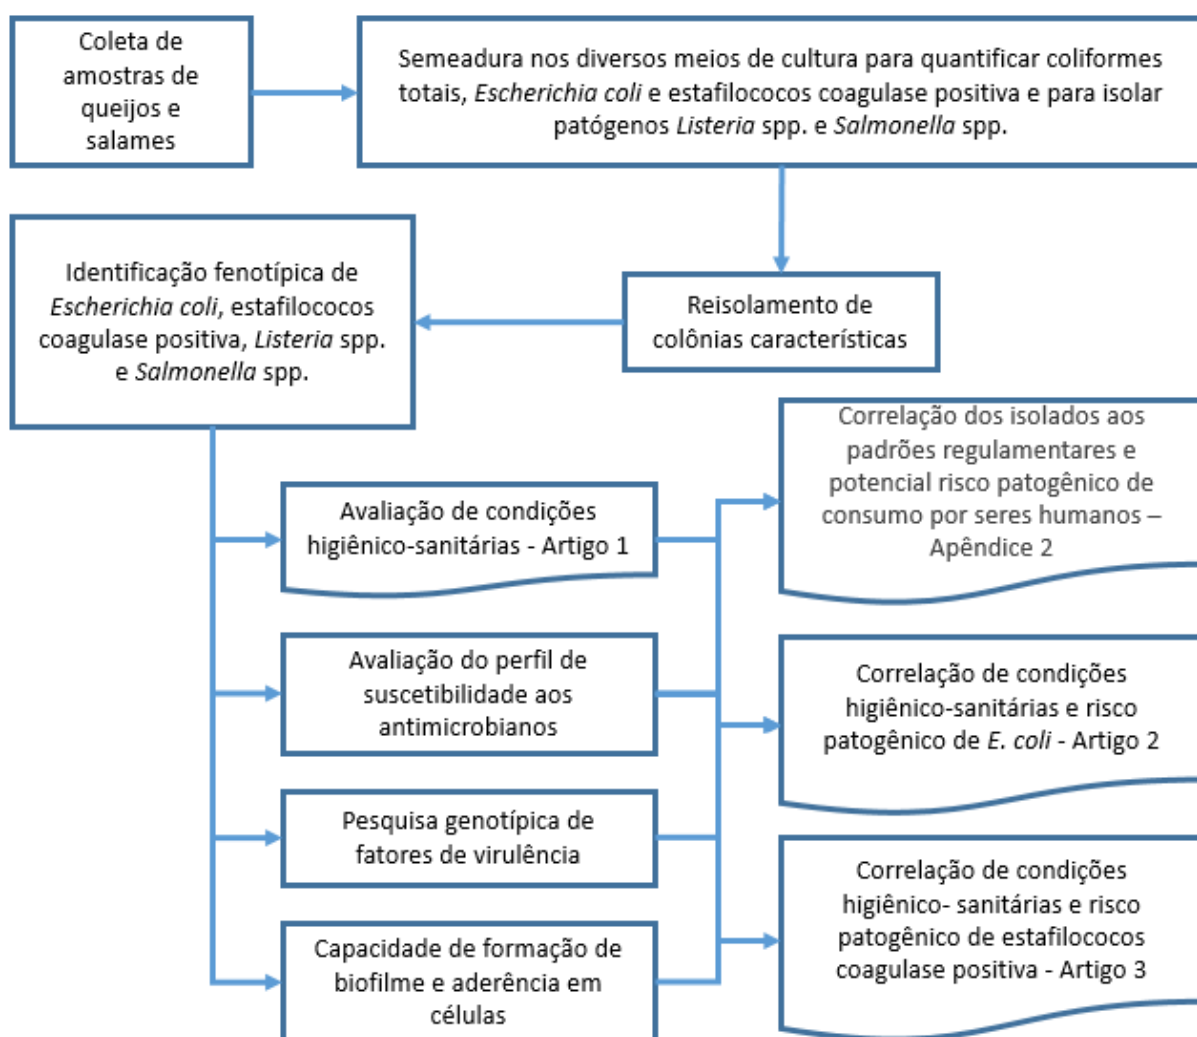 Coleta de
amostras de
queijos e
salames
Semeadura nos diversos meios de cultura para quantificar coliformes
totais, Escherichia coli e estafilococos coagulase positiva e para isolar
patógenos Listeria spp. e Salmonella spp.
Reisolamento de
colônias características
Identificação fenotípica de
Escherichia coli, estafilococos
coagulase positiva, Listeria spp.
e Salmonella spp.
Avaliação de condições
higiênico-sanitárias - Artigo 1
Avaliação do perfil de
suscetibilidade aos
antimicrobianos
Pesquisa genotípica de
fatores de virulência
Capacidade de formação de
biofilme e aderência em
células
Correlação dos isolados aos
padrões regulamentares e
potencial risco patogênico de
consumo por seres humanos –
Apêndice 2
Correlação de condições
higiênico-sanitárias e risco
patogênico de E. coli - Artigo 2
Correlação de condições
higiênico- sanitárias e risco
patogênico de estafilococos
coagulase positiva - Artigo 3